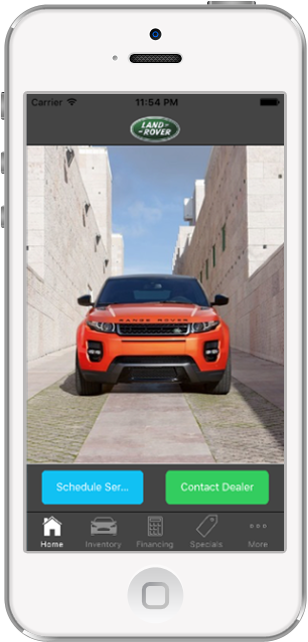 Carrier 11:54 PM
LAND-
-ROVER
RANGE ROVER
Schedule Ser... Contact Dealer
Home Inventory Financing Specials More